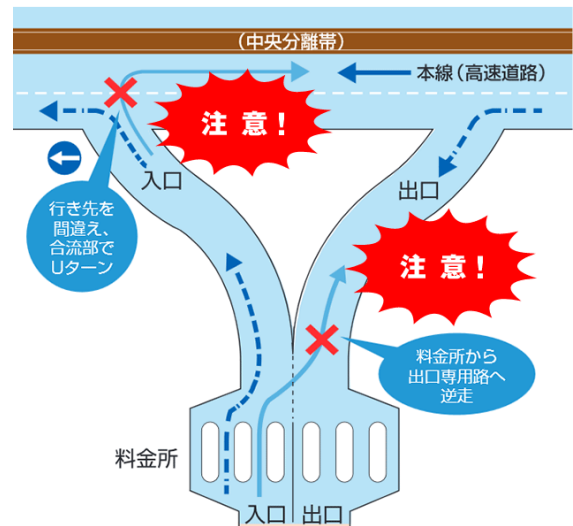 (中央分離帯)
本線(高速道路)
注意!
入口
出口
行き先を
間違え、
合流部で
Uターン
注意!
料金所から
出口専用路へ
逆走
料金所
入口 出口